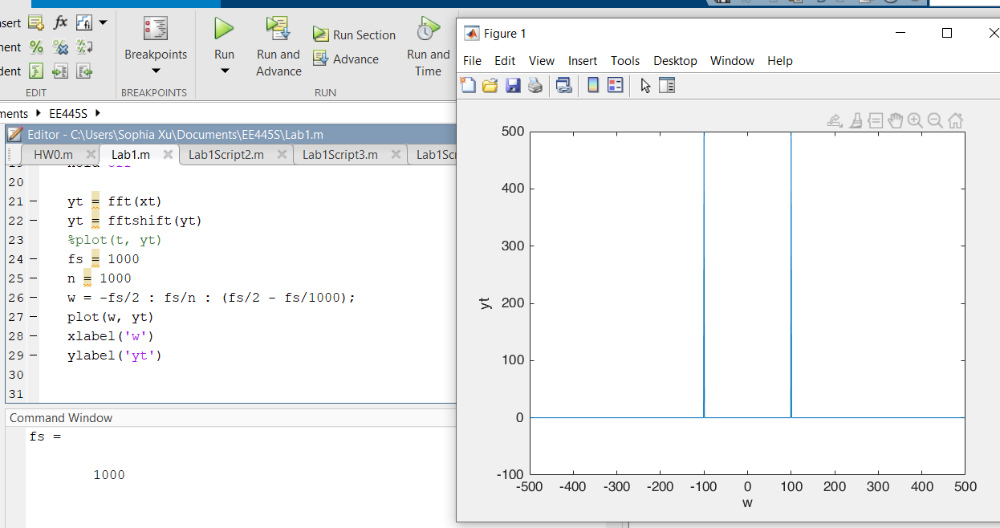 nsert fx
nent %
dent
EDIT
Breakpoints
BREAKPOINTS
Run
Run and
Advance
Run Section
Advance
Run and
Time
RUN
ments EE445S
Editor - C:\Users\Sophia Xu\Documents\EE445S\Lab1.m
HW0.m Lab1.m Lab1Script2.m Lab1Script3.m Lab1Sc
20
21 - yt = fft(xt)
22 - yt = fftshift(yt)
23 %plot(t, yt)
24 - fs = 1000
25 - n = 1000
26 - w = -fs/2 : fs/n : (fs/2 - fs/1000);
27 - plot(w, yt)
28 - xlabel('w')
29 - ylabel('yt')
30
31
Command Window
fs =
1000
Figure 1
File Edit View Insert Tools Desktop Window Help
500
400
300
200
100
0
-100
yt
-500 -400 -300 -200 -100 0 100 200 300 400 500
w